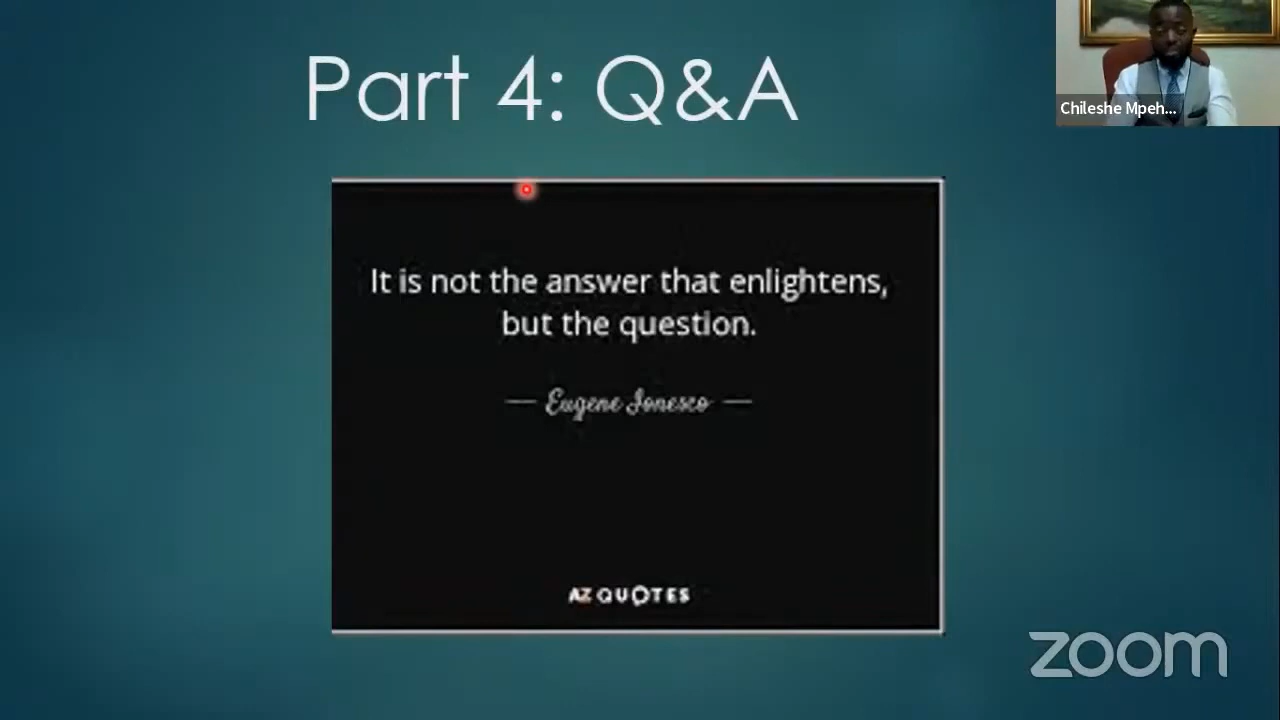 Part 4: Q&A
Chileshe Mpeh...
It is not the answer that enlightens,
but the question.
— Eugene Ionesco —
AZ QUOTES
zoom